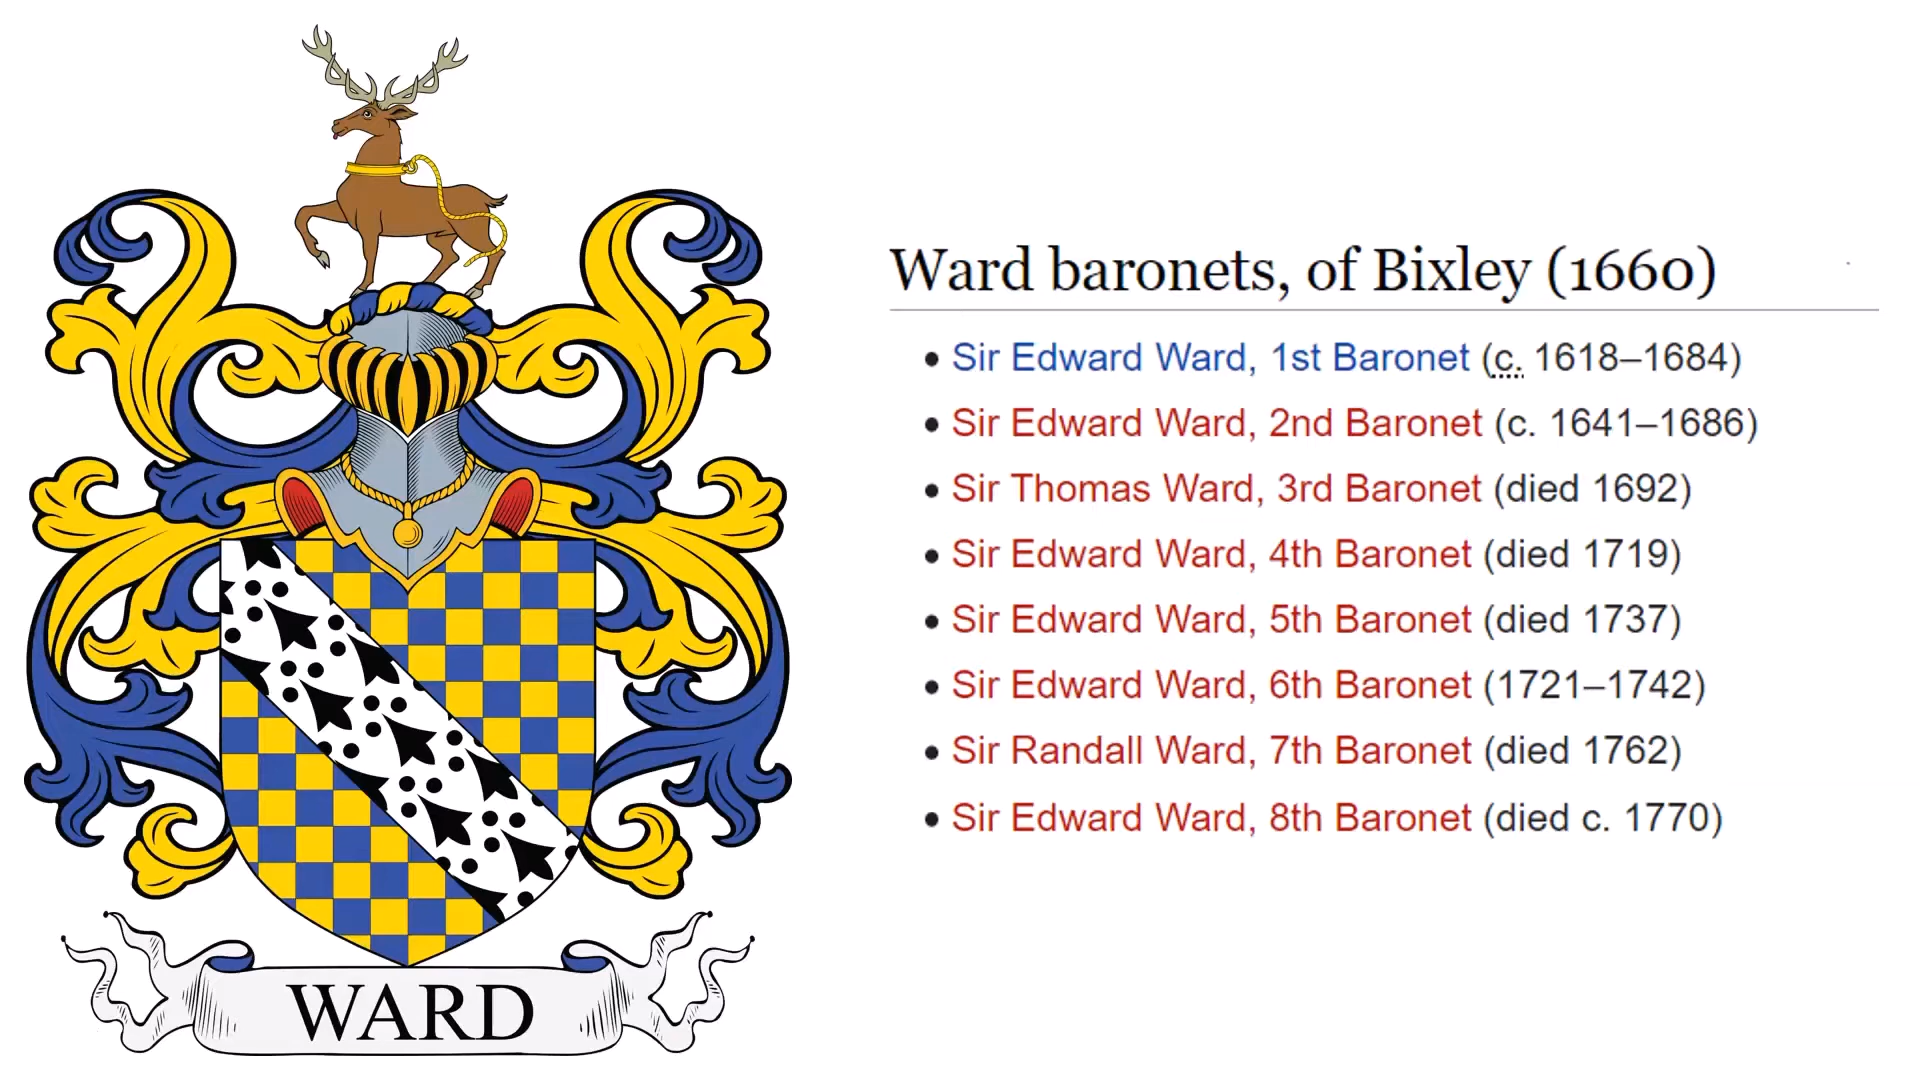 Ward baronets, of Bixley (1660)
• Sir Edward Ward, 1st Baronet (c. 1618–1684)
• Sir Edward Ward, 2nd Baronet (c. 1641–1686)
• Sir Thomas Ward, 3rd Baronet (died 1692)
• Sir Edward Ward, 4th Baronet (died 1719)
• Sir Edward Ward, 5th Baronet (died 1737)
• Sir Edward Ward, 6th Baronet (1721–1742)
• Sir Randall Ward, 7th Baronet (died 1762)
• Sir Edward Ward, 8th Baronet (died c. 1770)
WARD